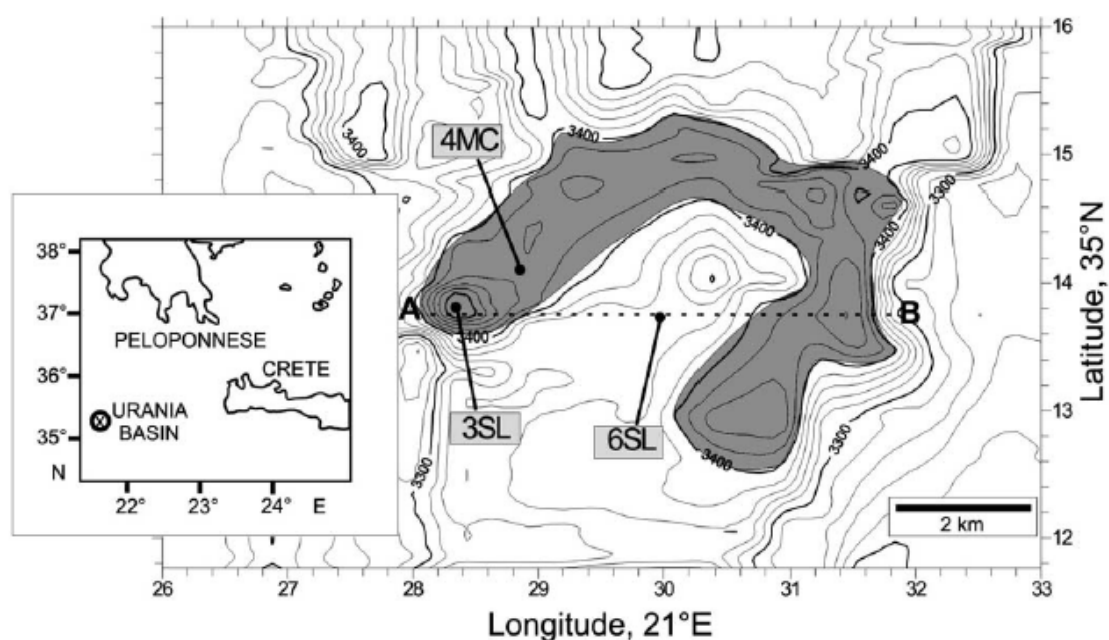 16
15
14
13
12
Latitude, 35°N
26
27
28
29
30
31
32
33
Longitude, 21°E
3400
3400
3400
3400
3400
3400
3400
3300
3300
3300
4MC
3SL
6SL
A
B
2 km
38°
37°
36°
35°
N
PELOPONNESE
CRETE
URANIA
BASIN
22°
23°
24°
E